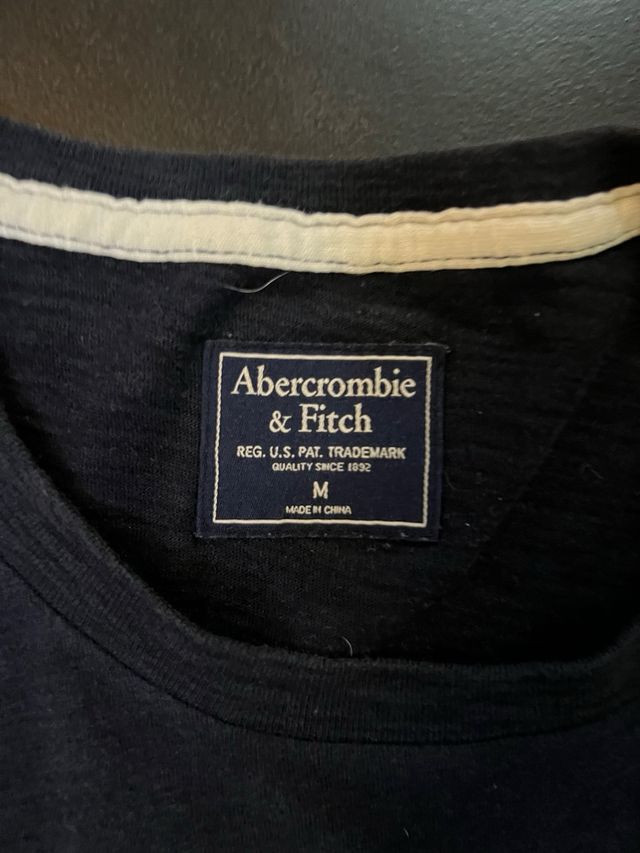 Abercrombie
& Fitch
REG. U.S. PAT. TRADEMARK
QUALITY SINCE 1892
M
MADE IN CHINA